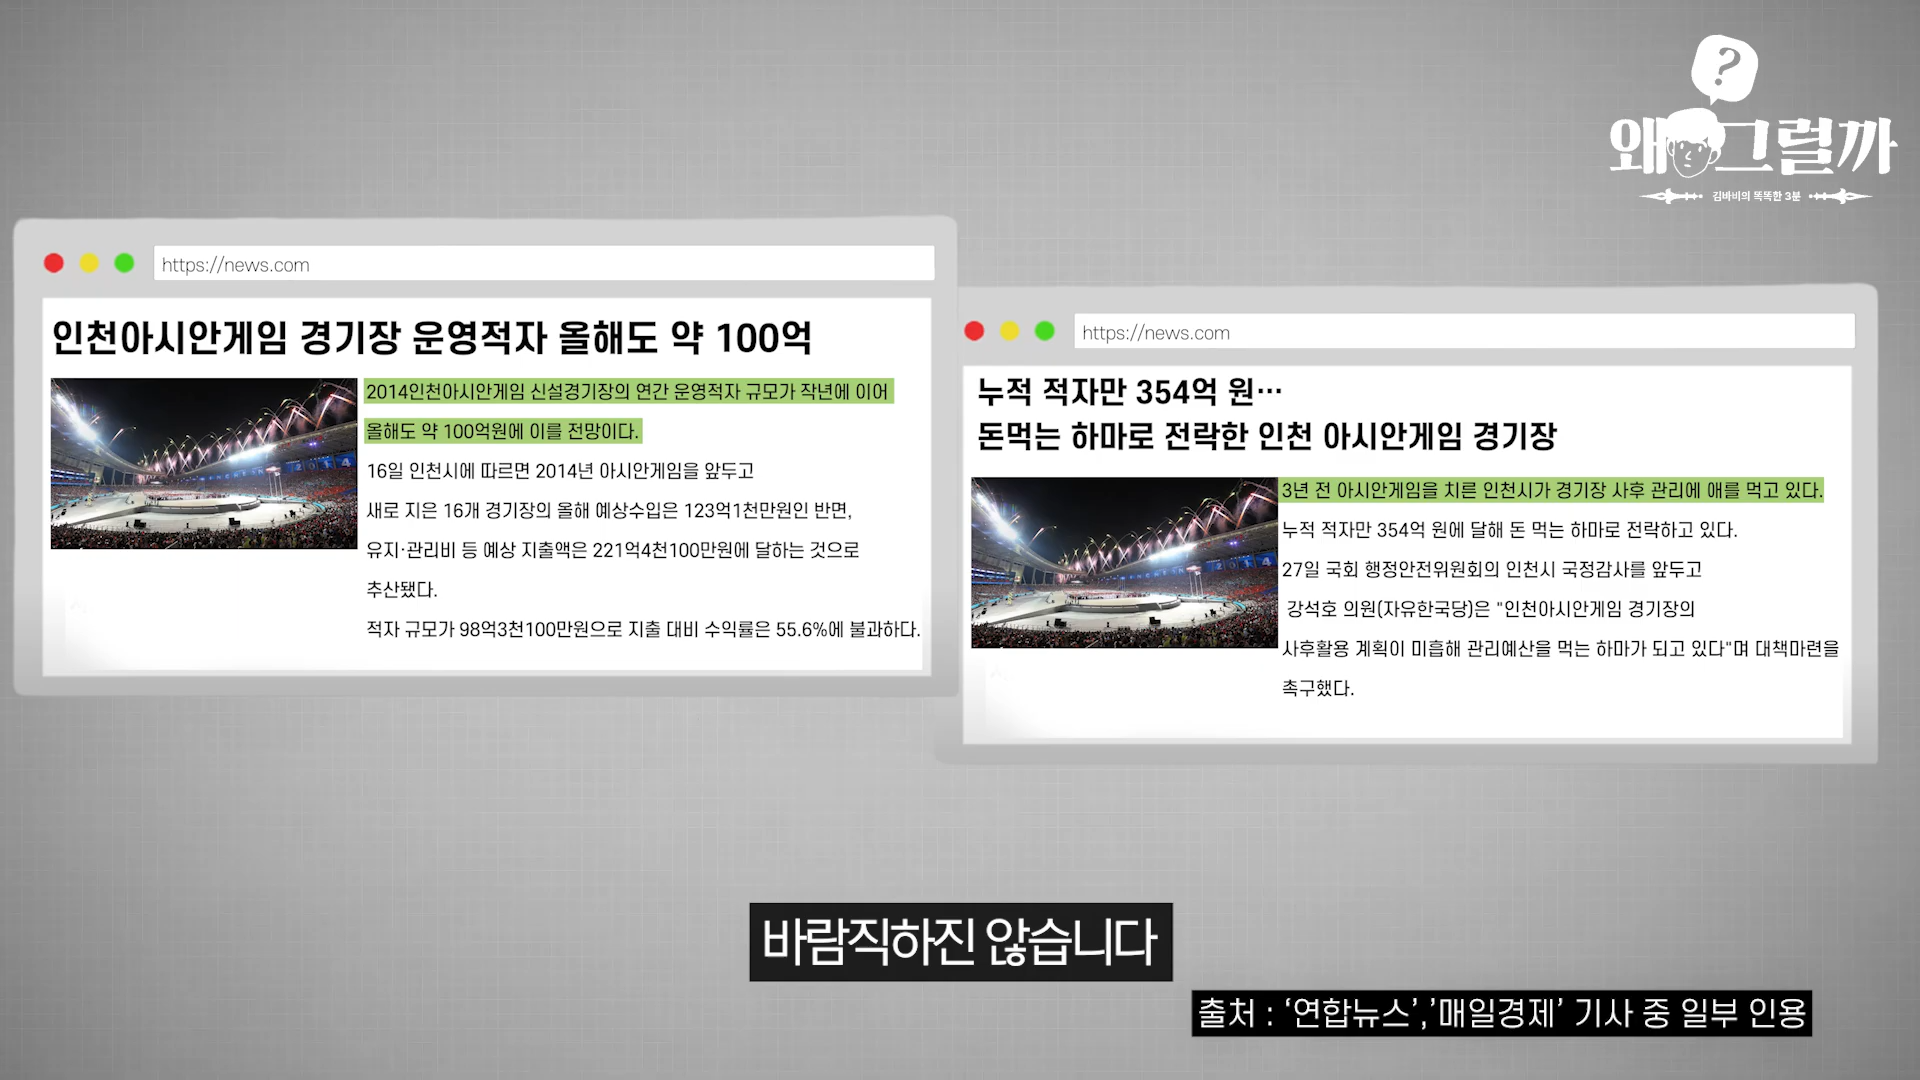 ?
왜그럴까
김바비의 똑똑한 3분
https://news.com
인천아시안게임 경기장 운영적자 올해도 약 100억
2014인천아시안게임 신설경기장의 연간 운영적자 규모가 작년에 이어
올해도 약 100억원에 이를 전망이다.
16일 인천시에 따르면 2014년 아시안게임을 앞두고
새로 지은 16개 경기장의 올해 예상수입은 123억1천만원인 반면,
유지·관리비 등 예상 지출액은 221억4천100만원에 달하는 것으로
추산됐다.
적자 규모가 98억3천100만원으로 지출 대비 수익률은 55.6%에 불과하다.
https://news.com
누적 적자만 354억 원…
돈먹는 하마로 전락한 인천 아시안게임 경기장
3년 전 아시안게임을 치른 인천시가 경기장 사후 관리에 애를 먹고 있다.
누적 적자만 354억 원에 달해 돈 먹는 하마로 전락하고 있다.
27일 국회 행정안전위원회의 인천시 국정감사를 앞두고
강석호 의원(자유한국당)은 "인천아시안게임 경기장의
사후활용 계획이 미흡해 관리예산을 먹는 하마가 되고 있다"며 대책마련을
촉구했다.
바람직하진 않습니다
출처 : ‘연합뉴스’,’매일경제’ 기사 중 일부 인용